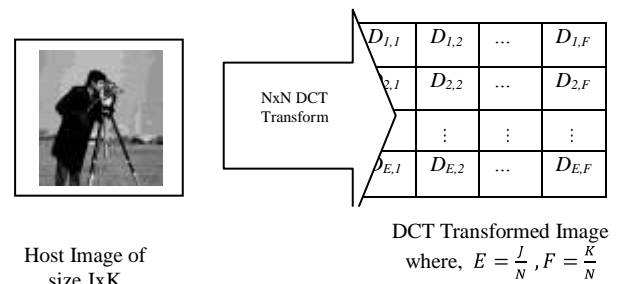 D1,1 D1,2 ... D1,F
NxN DCT
Transform
2,1 D2,2 ... D2,F
⋮ ⋮ ⋮
DE,1 DE,2 ... DE,F
DCT Transformed Image
where, E = J/N , F = K/N
Host Image of
size JxK